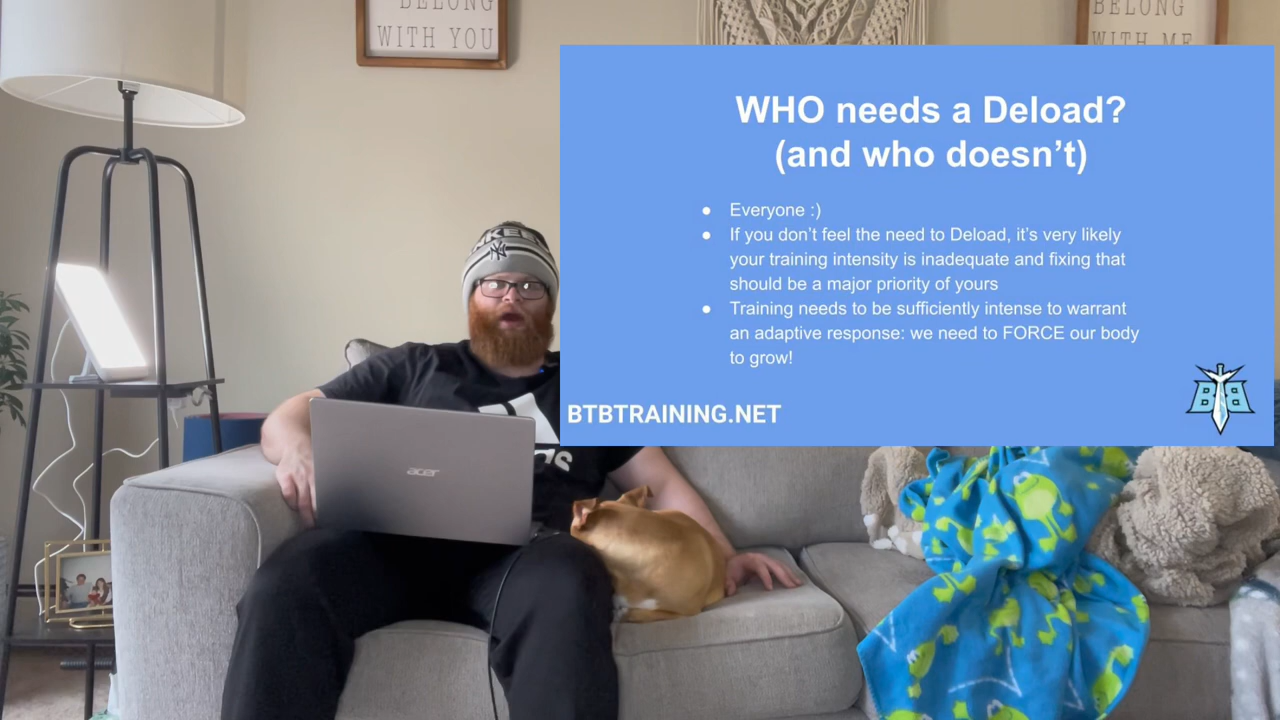 BELONG
WITH YOU
BELONG
WITH ME
WHO needs a Deload?
(and who doesn’t)
● Everyone :)
● If you don’t feel the need to Deload, it’s very likely
your training intensity is inadequate and fixing that
should be a major priority of yours
● Training needs to be sufficiently intense to warrant
an adaptive response: we need to FORCE our body
to grow!
BTBTRAINING.NET
BTB
NY
acer